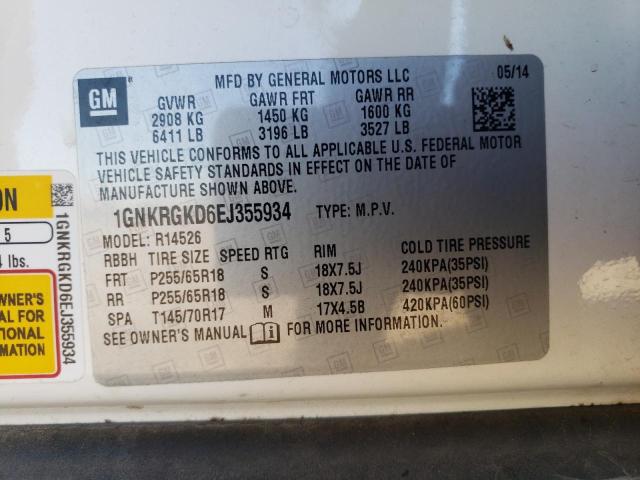 GM
MFD BY GENERAL MOTORS LLC 05/14
GVWR GAWR FRT GAWR RR
2908 KG 1450 KG 1600 KG
6411 LB 3196 LB 3527 LB
THIS VEHICLE CONFORMS TO ALL APPLICABLE U.S. FEDERAL MOTOR
VEHICLE SAFETY STANDARDS IN EFFECT ON THE DATE OF
MANUFACTURE SHOWN ABOVE.
1GNKRGKD6EJ355934 TYPE: M.P.V.
MODEL: R14526
RBBH TIRE SIZE SPEED RTG RIM COLD TIRE PRESSURE
FRT P255/65R18 S 18X7.5J 240KPA(35PSI)
RR P255/65R18 S 18X7.5J 240KPA(35PSI)
SPA T145/70R17 M 17X4.5B 420KPA(60PSI)
SEE OWNER'S MANUAL FOR MORE INFORMATION.
ON
5
lbs.
OWNER'S
AL FOR
TIONAL
RMATION
1GNKRGKD6EJ355934